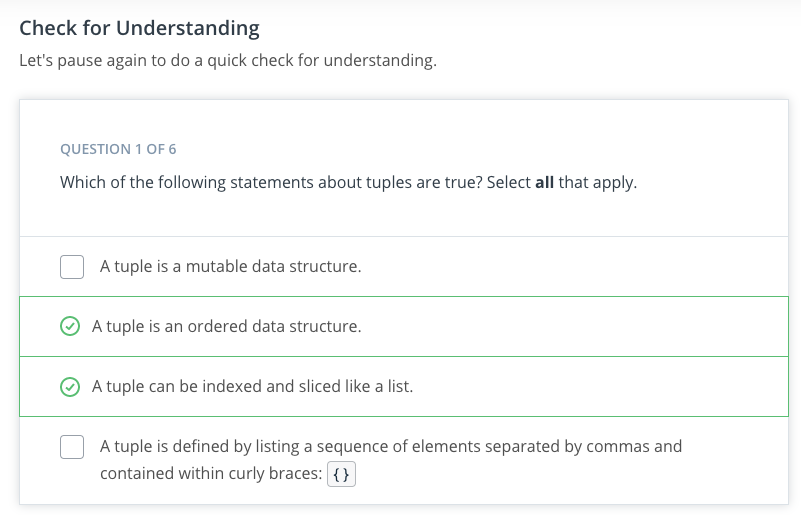 Check for Understanding
Let's pause again to do a quick check for understanding.
QUESTION 1 OF 6
Which of the following statements about tuples are true? Select all that apply.
A tuple is a mutable data structure.
A tuple is an ordered data structure.
A tuple can be indexed and sliced like a list.
A tuple is defined by listing a sequence of elements separated by commas and
contained within curly braces: {}